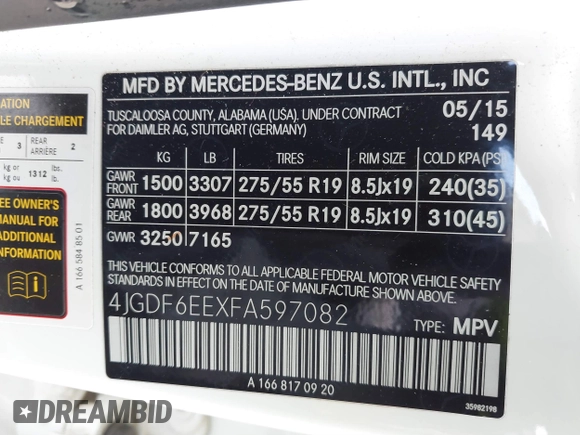 ATION
LE CHARGEMENT
E 3 REAR ARRIÈRE 2
kg or kg ou 1312 lbs. lb.
EE OWNER'S
MANUAL FOR
ADDITIONAL
NFORMATION
A 166 584 85 01
MFD BY MERCEDES-BENZ U.S. INTL., INC
TUSCALOOSA COUNTY, ALABAMA (USA), UNDER CONTRACT 05/15
FOR DAIMLER AG, STUTTGART (GERMANY) 149
KG LB TIRES RIM SIZE COLD KPA(PS
GAWR FRONT 1500 3307 275/55 R19 8.5Jx19 240(35)
GAWR REAR 1800 3968 275/55 R19 8.5Jx19 310(45)
GVWR 3250 7165
THIS VEHICLE CONFORMS TO ALL APPLICABLE FEDERAL MOTOR VEHICLE SAFETY
STANDARDS IN EFFECT ON THE DATE OF MANUFACTURE SHOWN ABOVE.
4JGDF6EEXFA597082
TYPE: MPV
A 166 817 09 20
35982198
DREAMBID